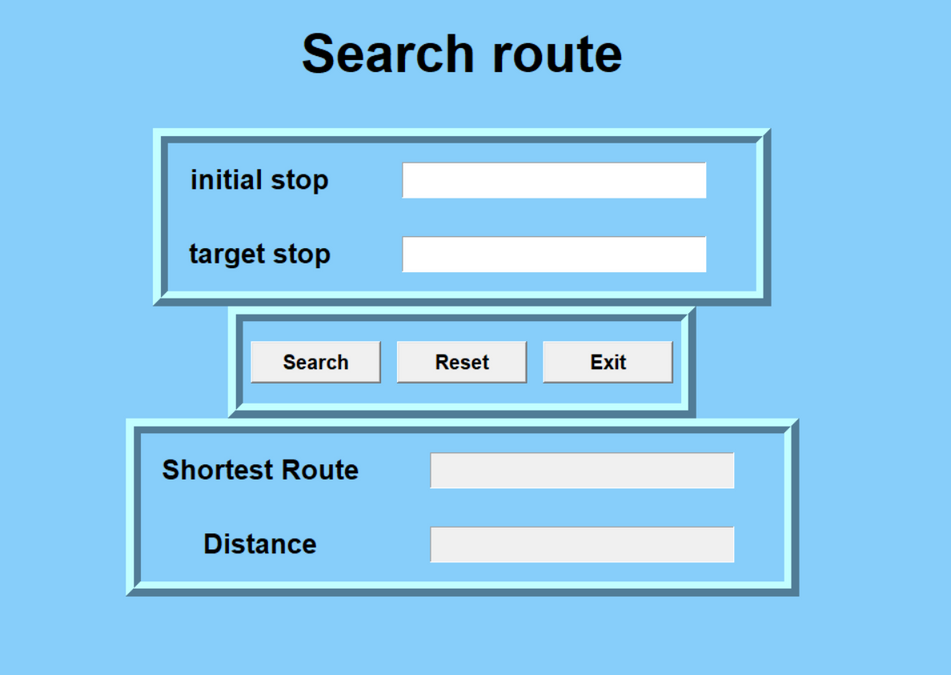 Search route
initial stop
target stop
Search Reset Exit
Shortest Route
Distance